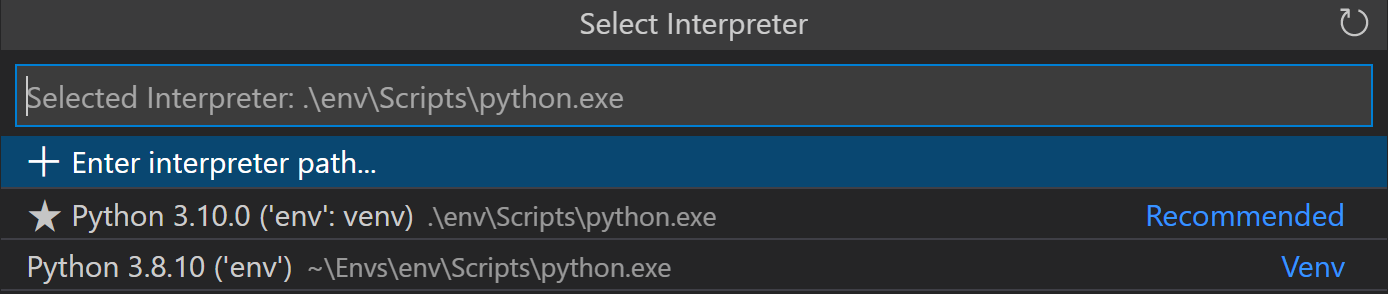 Select Interpreter
Selected Interpreter: .\env\Scripts\python.exe
Enter interpreter path...
Python 3.10.0 ('env': venv) .\env\Scripts\python.exe Recommended
Python 3.8.10 ('env') ~\Envs\env\Scripts\python.exe Venv